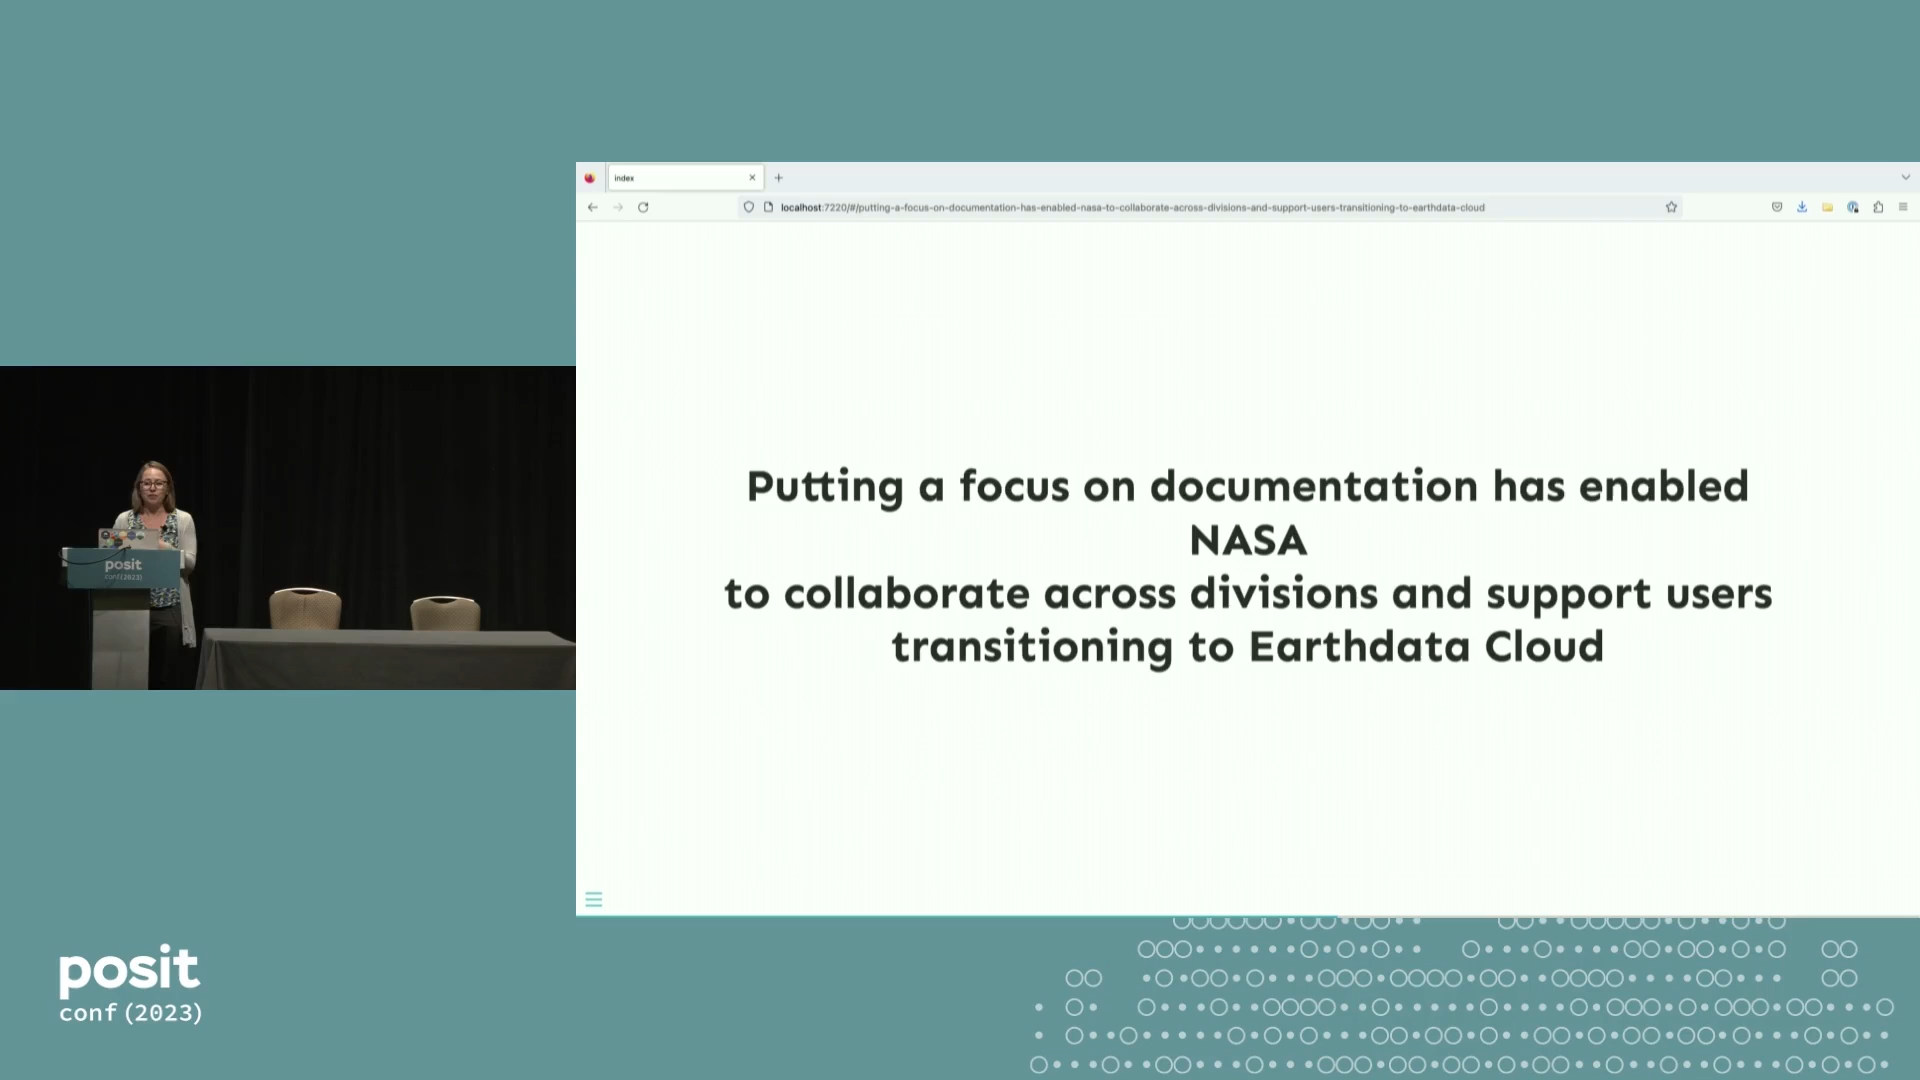 index
localhost:7220/#/putting-a-focus-on-documentation-has-enabled-nasa-to-collaborate-across-divisions-and-support-users-transitioning-to-earthdata-cloud
Putting a focus on documentation has enabled
NASA
to collaborate across divisions and support users
transitioning to Earthdata Cloud
posit
conf(2023)
posit
conf(2023)